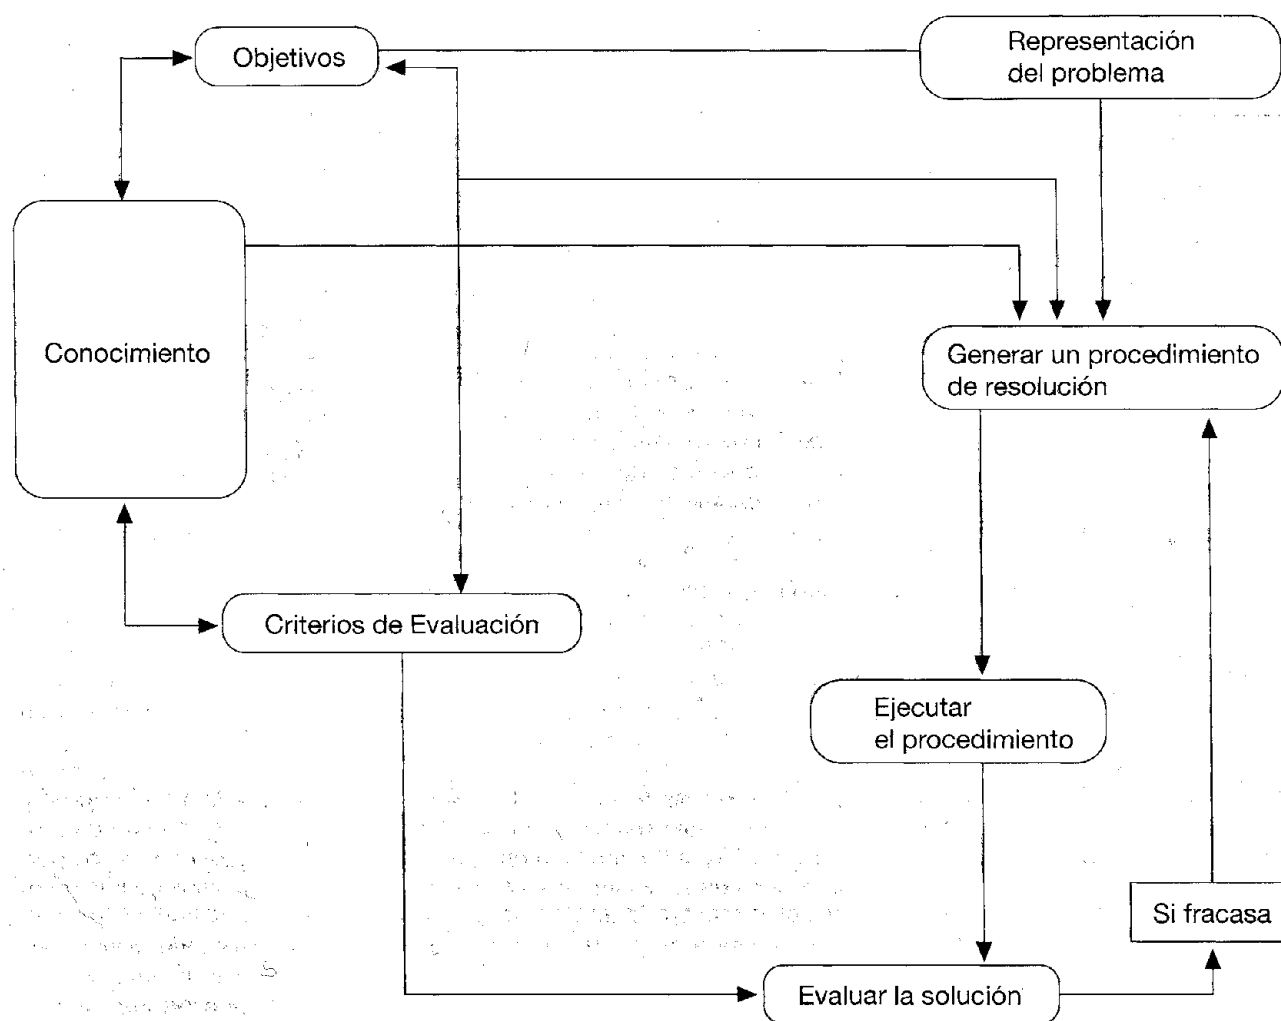 Objetivos
Representación
del problema
Conocimiento
Generar un procedimiento
de resolución
Criterios de Evaluación
Ejecutar
el procedimiento
Si fracasa
Evaluar la solución